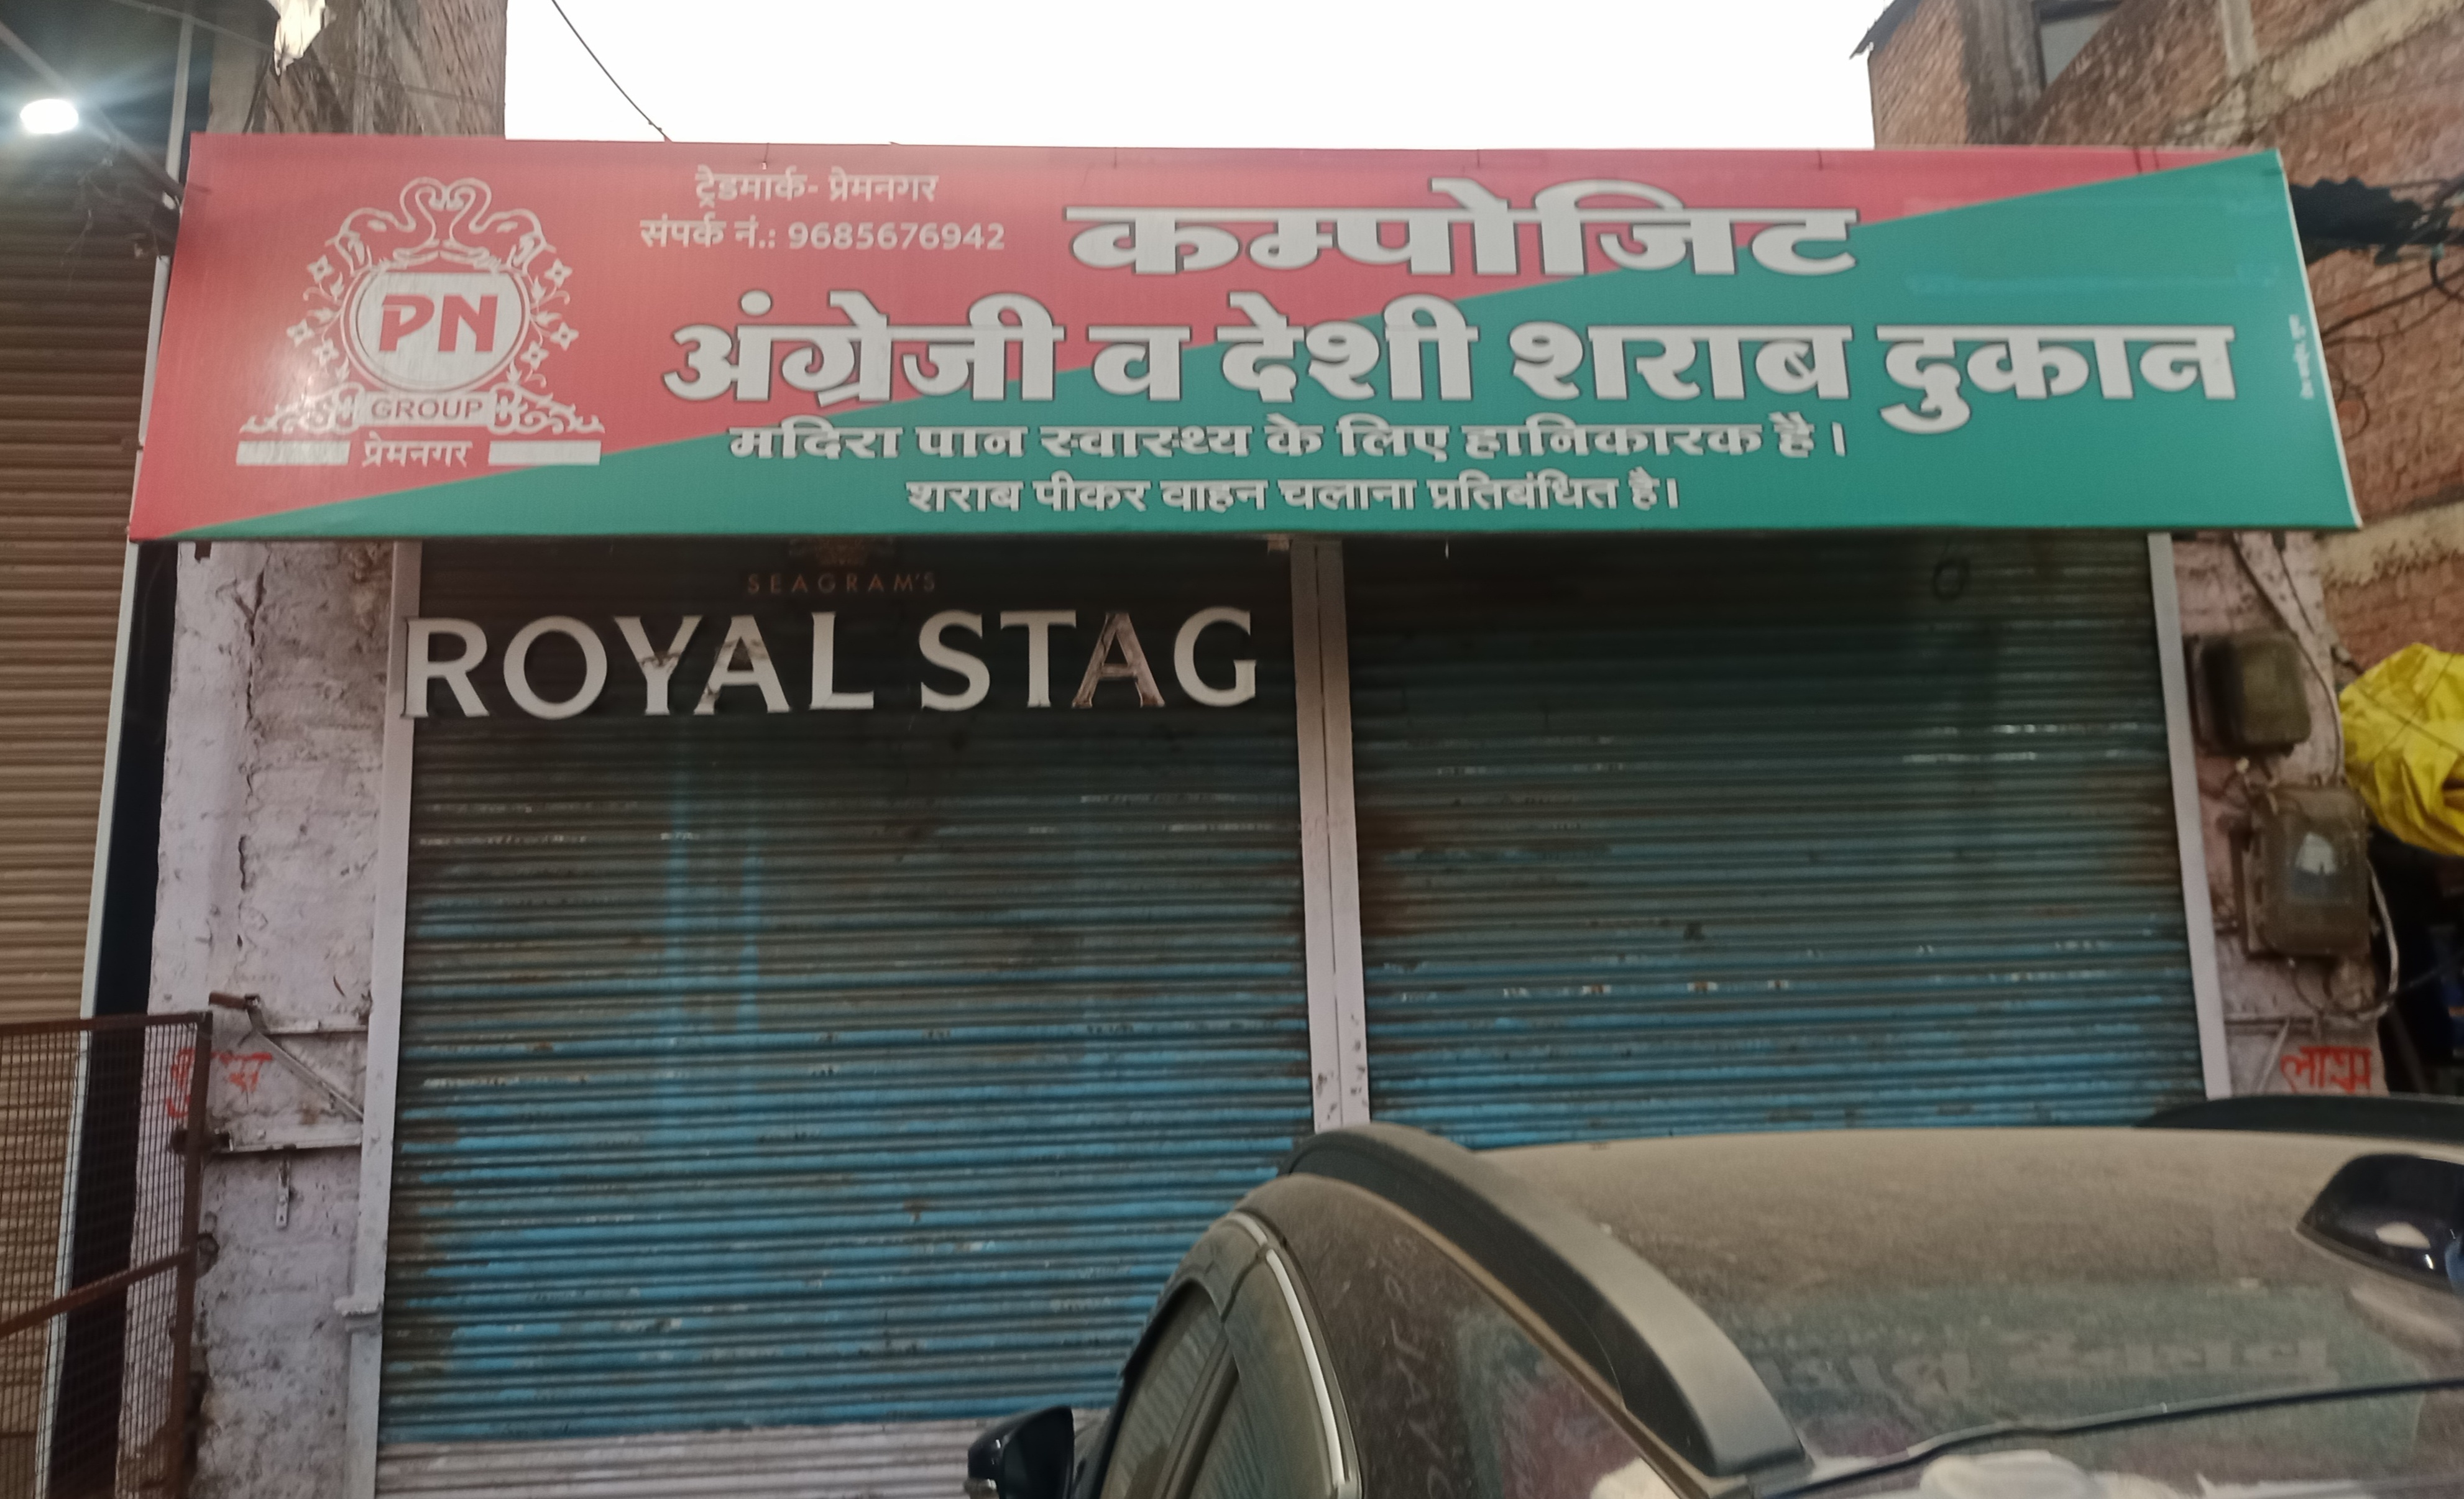 ट्रेडमार्क- प्रेमनगर
संपर्क नं.: 9685676942
कम्पोजिट
PN
GROUP
प्रेमनगर
अंग्रेजी व देशी शराब दुकान
मदिरा पान स्वास्थ्य के लिए हानिकारक है।
शराब पीकर वाहन चलाना प्रतिबंधित है।
SEAGRAM'S
ROYAL STAG